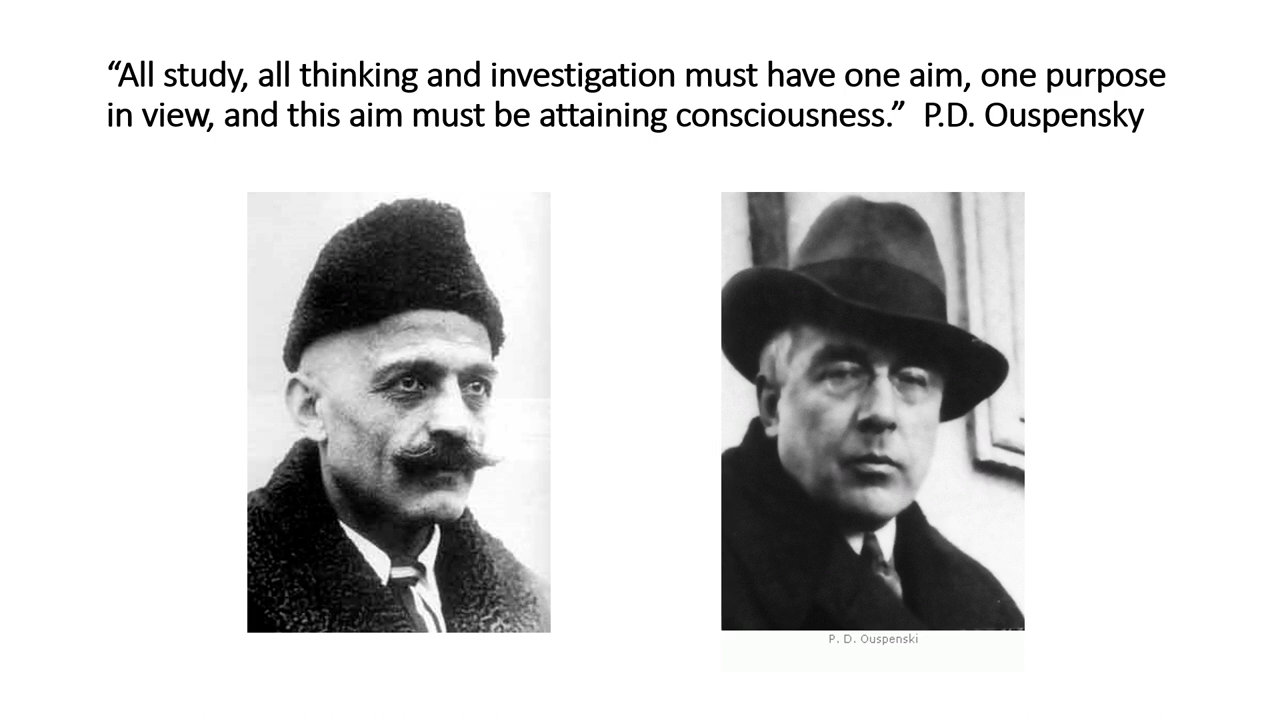 “All study, all thinking and investigation must have one aim, one purpose
in view, and this aim must be attaining consciousness.”  P.D. Ouspensky
P. D. Ouspenski